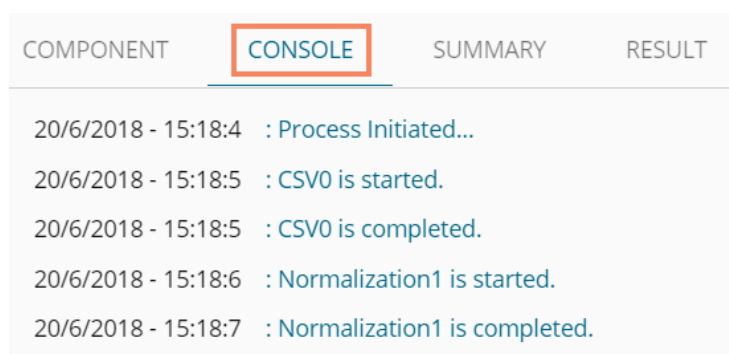 COMPONENT CONSOLE SUMMARY RESULT
20/6/2018 - 15:18:4 : Process Initiated...
20/6/2018 - 15:18:5 : CSV0 is started.
20/6/2018 - 15:18:5 : CSV0 is completed.
20/6/2018 - 15:18:6 : Normalization1 is started.
20/6/2018 - 15:18:7 : Normalization1 is completed.